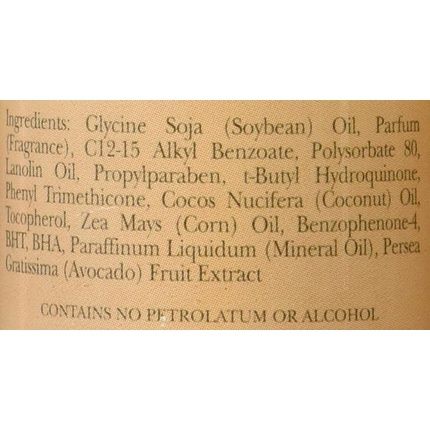 Ingredients: Glycine Soja (Soybean) Oil, Parfum
(Fragrance), C12-15 Alkyl Benzoate, Polysorbate 80,
Lanolin Oil, Propylparaben, t-Butyl Hydroquinone,
Phenyl Trimethicone, Cocos Nucifera (Coconut) Oil,
Tocopherol, Zea Mays (Corn) Oil, Benzophenone-4,
BHT, BHA, Paraffinum Liquidum (Mineral Oil), Persea
Gratissima (Avocado) Fruit Extract
CONTAINS NO PETROLATUM OR ALCOHOL